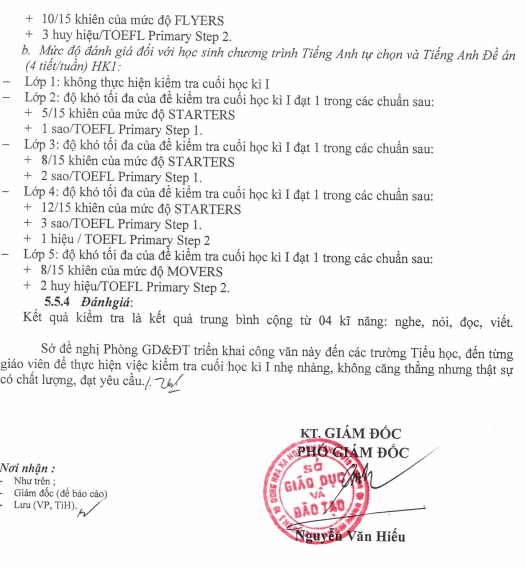 + 10/15 khiên của mức độ FLYERS
+ 3 huy hiệu/TOEFL Primary Step 2.
b. Mức độ đánh giá đối với học sinh chương trình Tiếng Anh tự chọn và Tiếng Anh Đề án
(4 tiết/tuần) HK1:
– Lớp 1: không thực hiện kiểm tra cuối học kì I
– Lớp 2: độ khó tối đa của đề kiểm tra cuối học kì I đạt 1 trong các chuẩn sau:
+ 5/15 khiên của mức độ STARTERS
+ 1 sao/TOEFL Primary Step 1.
– Lớp 3: độ khó tối đa của đề kiểm tra cuối học kì I đạt 1 trong các chuẩn sau:
+ 8/15 khiên của mức độ STARTERS
+ 2 sao/TOEFL Primary Step 1.
– Lớp 4: độ khó tối đa của đề kiểm tra cuối học kì I đạt 1 trong các chuẩn sau:
+ 12/15 khiên của mức độ STARTERS
+ 3 sao/TOEFL Primary Step 1.
+ 1 hiệu / TOEFL Primary Step 2
– Lớp 5: độ khó tối đa của đề kiểm tra cuối học kì I đạt 1 trong các chuẩn sau:
+ 8/15 khiên của mức độ MOVERS
+ 2 huy hiệu/TOEFL Primary Step 2.
5.5.4 Đánhgiá:
Kết quả kiểm tra là kết quả trung bình cộng từ 04 kĩ năng: nghe, nói, đọc, viết.
Sở đề nghị Phòng GD&ĐT triển khai công văn này đến các trường Tiểu học, đến từng
giáo viên để thực hiện việc kiểm tra cuối học kì I nhẹ nhàng, không căng thẳng nhưng thật sự
có chất lượng, đạt yêu cầu./.
KT. GIÁM ĐỐC
PHÓ GIÁM ĐỐC
SỞ
GIÁO DỤC
VÀ
ĐÀO TẠO
Nơi nhận :
- Như trên ;
- Giám đốc (để báo cáo)
- Lưu (VP, TiH).
Nguyễn Văn Hiếu